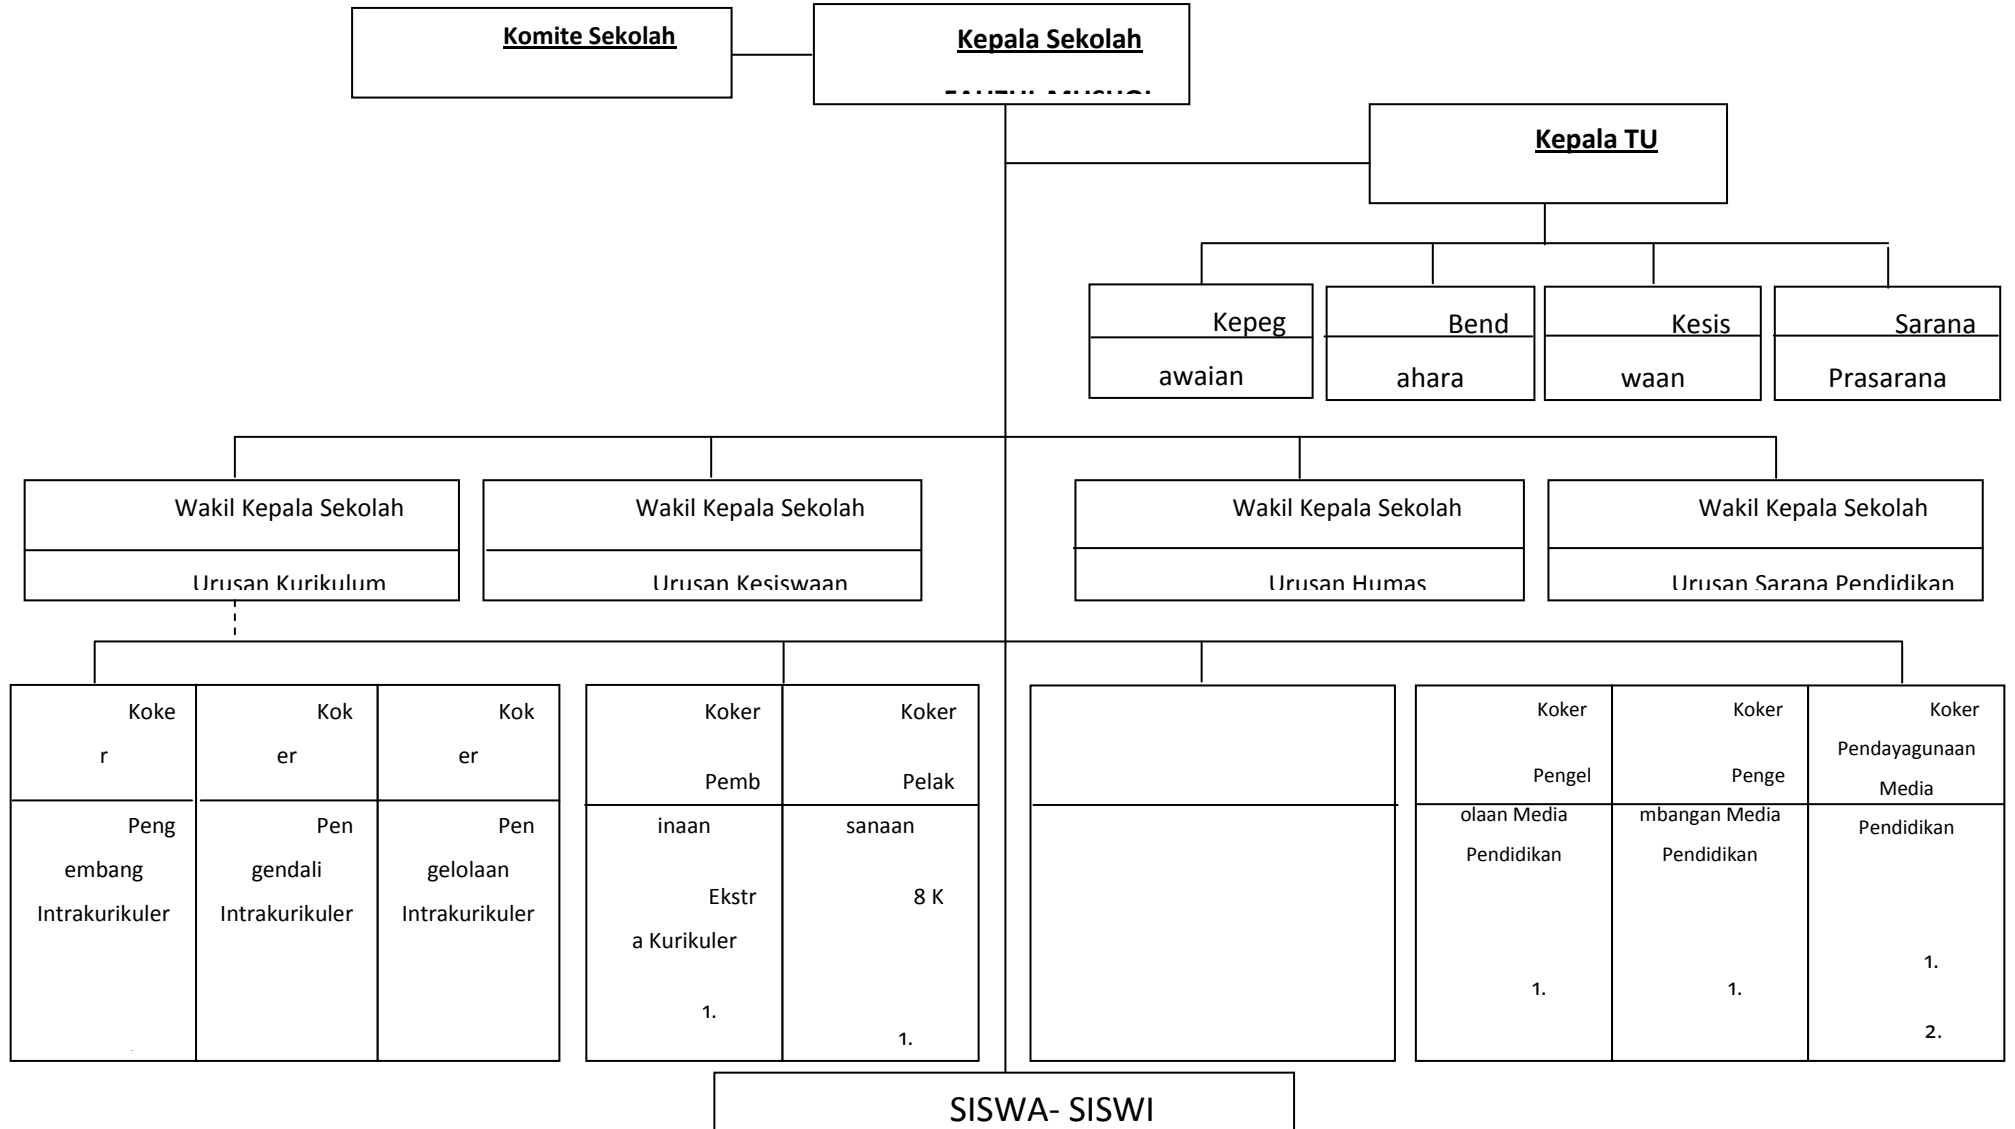 Komite Sekolah
Kepala Sekolah
Kepala TU
Kepeg
awaian
Bend
ahara
Kesis
waan
Sarana
Prasarana
Wakil Kepala Sekolah
Urusan Kurikulum
Wakil Kepala Sekolah
Urusan Kesiswaan
Wakil Kepala Sekolah
Urusan Humas
Wakil Kepala Sekolah
Urusan Sarana Pendidikan
Koke
r
Peng
embang
Intrakurikuler
Kok
er
Pen
gendali
Intrakurikuler
Kok
er
Pen
gelolaan
Intrakurikuler
Koker
Pemb
inaan
Ekstr
a Kurikuler
1.
Koker
Pelak
sanaan
8 K
1.
Koker
Pengel
olaan Media
Pendidikan
1.
Koker
Penge
mbangan Media
Pendidikan
1.
Koker
Pendayagunaan
Media
Pendidikan
1.
2.
SISWA- SISWI